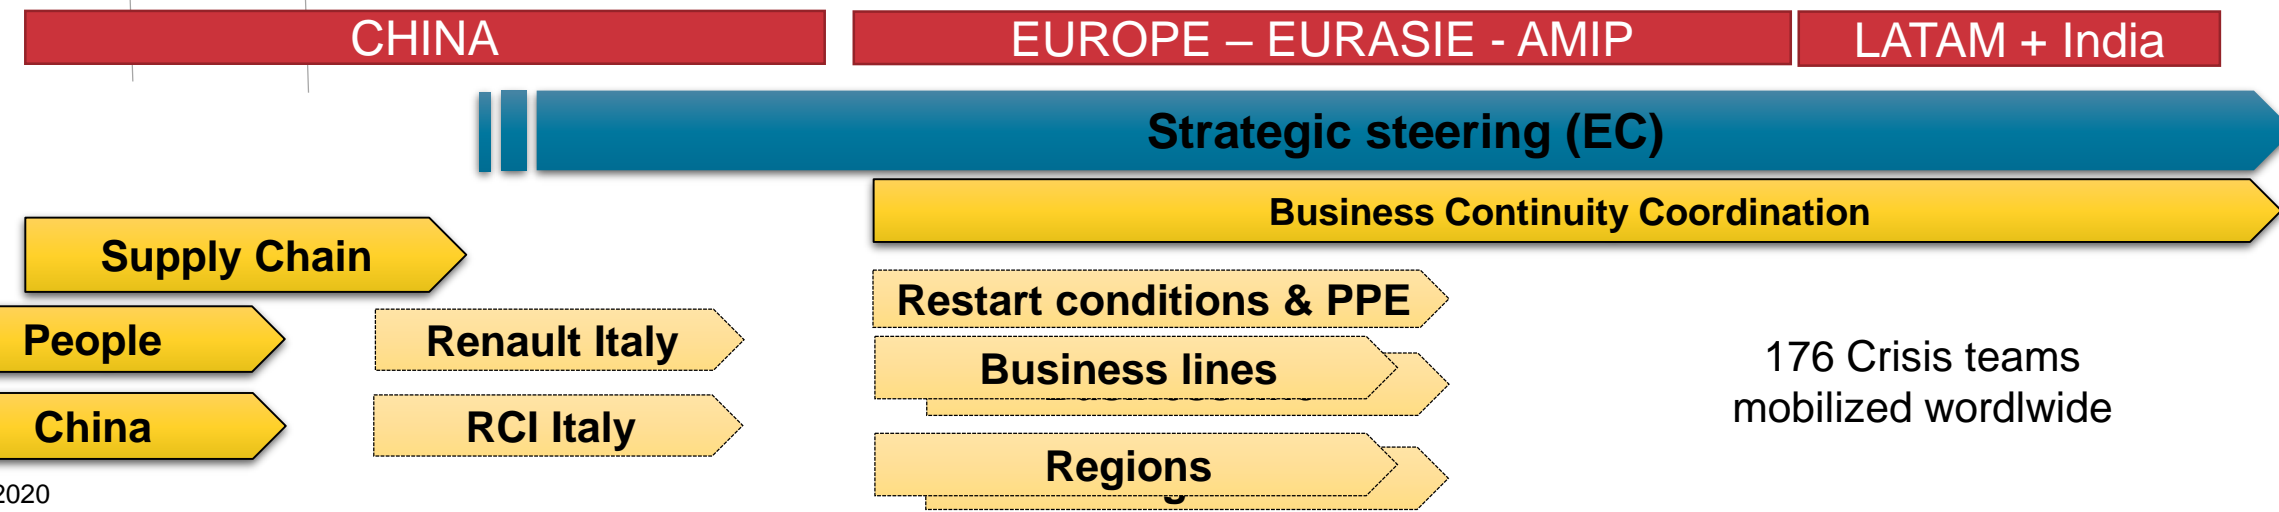 CHINA
EUROPE – EURASIE - AMIP
LATAM + India
Strategic steering (EC)
Business Continuity Coordination
Supply Chain
Restart conditions & PPE
People
Renault Italy
Business lines
176 Crisis teams
mobilized wordlwide
China
RCI Italy
Regions
2020